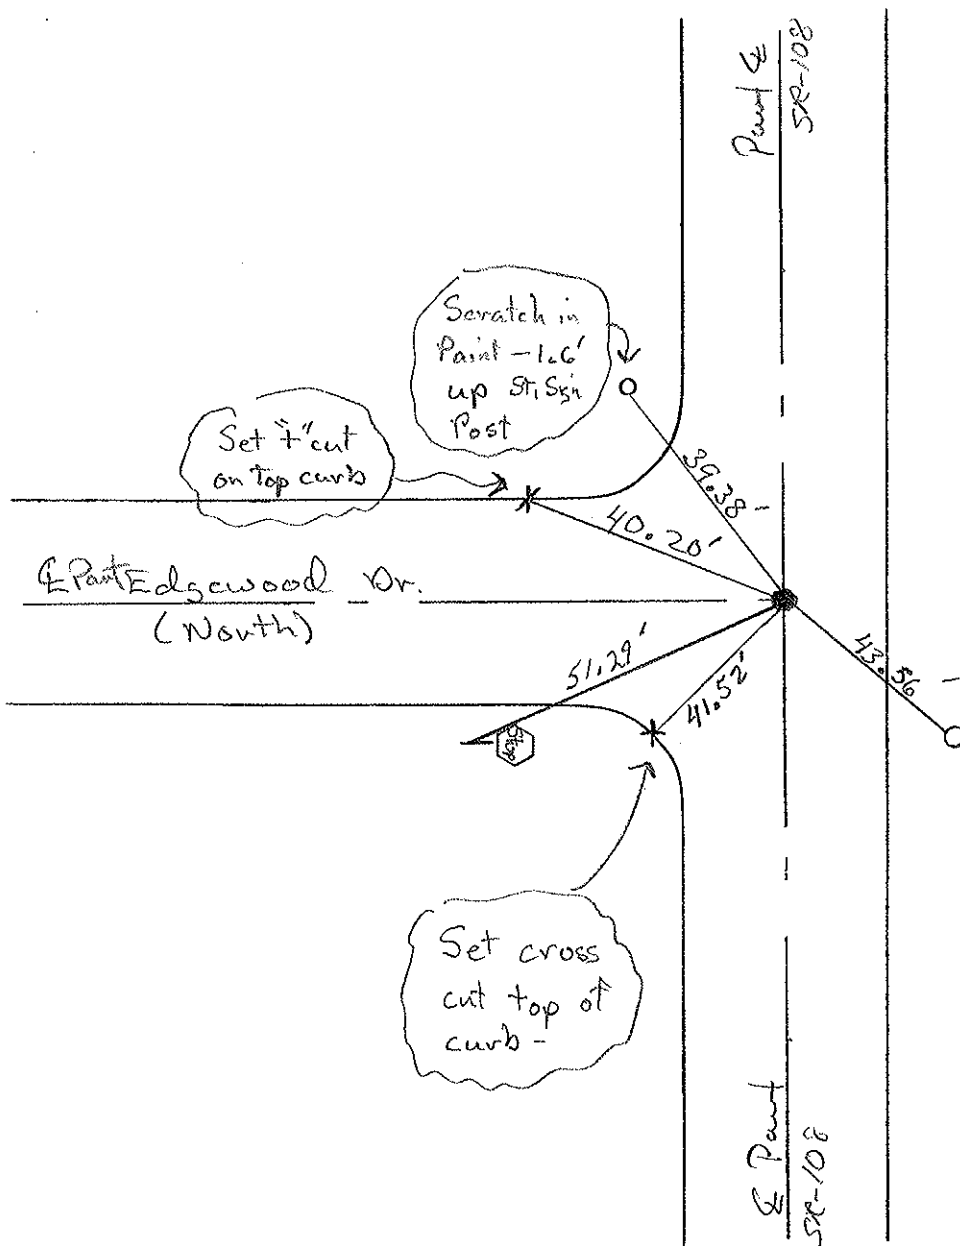 ℄ Paint
SR-108
Scratch in
Paint - 1.6'
up St. Sgn
Post
Set "+" cut
on top curb
39.38'
40.20'
℄ Paint Edgewood Dr.
(North)
51.29'
41.52'
43.56'
Stop
Set cross
cut top of
curb -
℄ Paint
SR-108